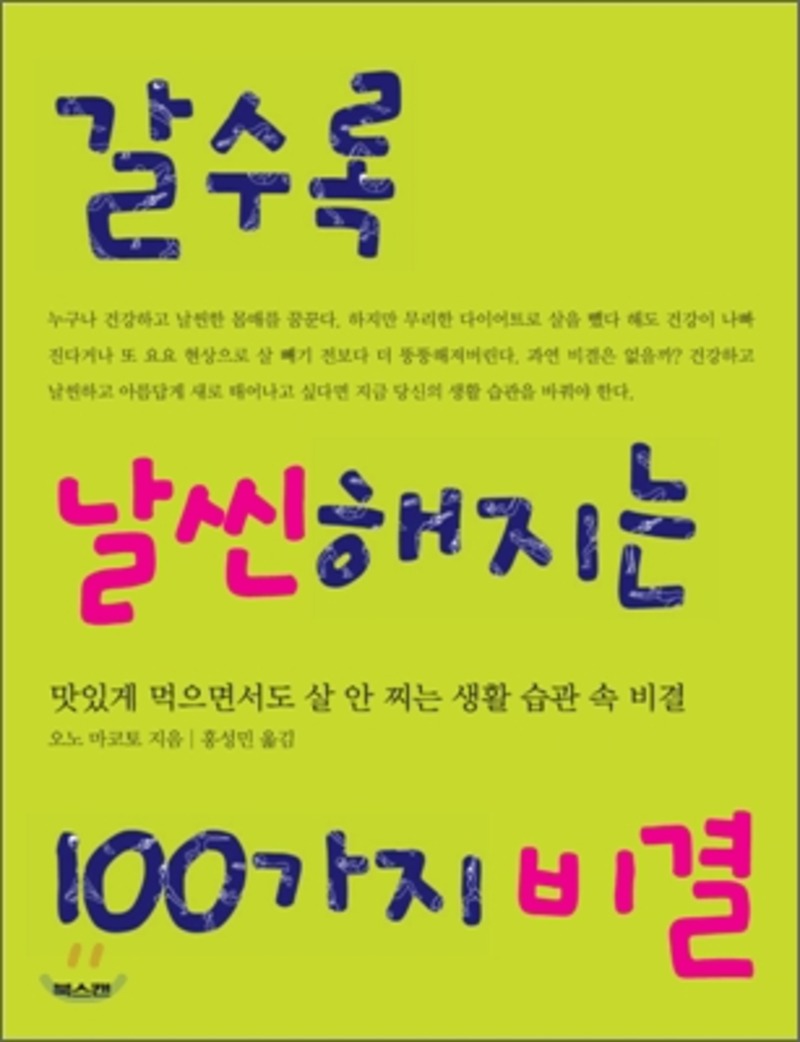 갈수록
누구나 건강하고 날씬한 몸매를 꿈꾼다. 하지만 무리한 다이어트로 살을 뺐다 해도 건강이 나빠
진다거나 또 요요 현상으로 살 빼기 전보다 더 뚱뚱해져버린다. 과연 비결은 없을까? 건강하고
날씬하고 아름답게 새로 태어나고 싶다면 지금 당신의 생활 습관을 바꿔야 한다.
날씬해지는
맛있게 먹으면서도 살 안 찌는 생활 습관 속 비결
오노 마코토 지음 | 홍성민 옮김
100가지 비결
북스캔